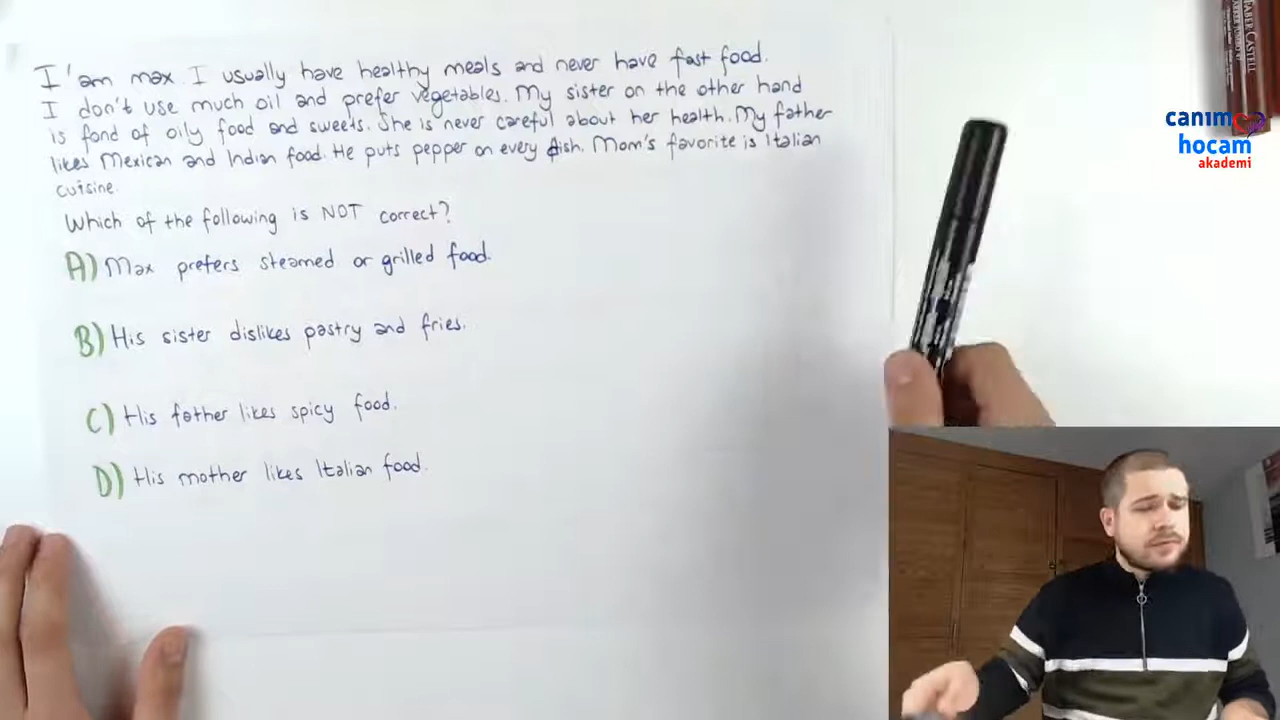 I'am max. I usually have healthy meals and never have fast food.
I don't use much oil and prefer vegetables. My sister on the other hand
is fond of oily food and sweets. She is never careful about her health. My father
likes Mexican and Indian food. He puts pepper on every dish. Mom's favorite is Italian
cuisine.
Which of the following is NOT correct?
A) Max prefers steamed or grilled food.
B) His sister dislikes pastry and fries.
C) His father likes spicy food.
D) His mother likes Italian food.
FABER CASTELL
canım
hocam
akademi